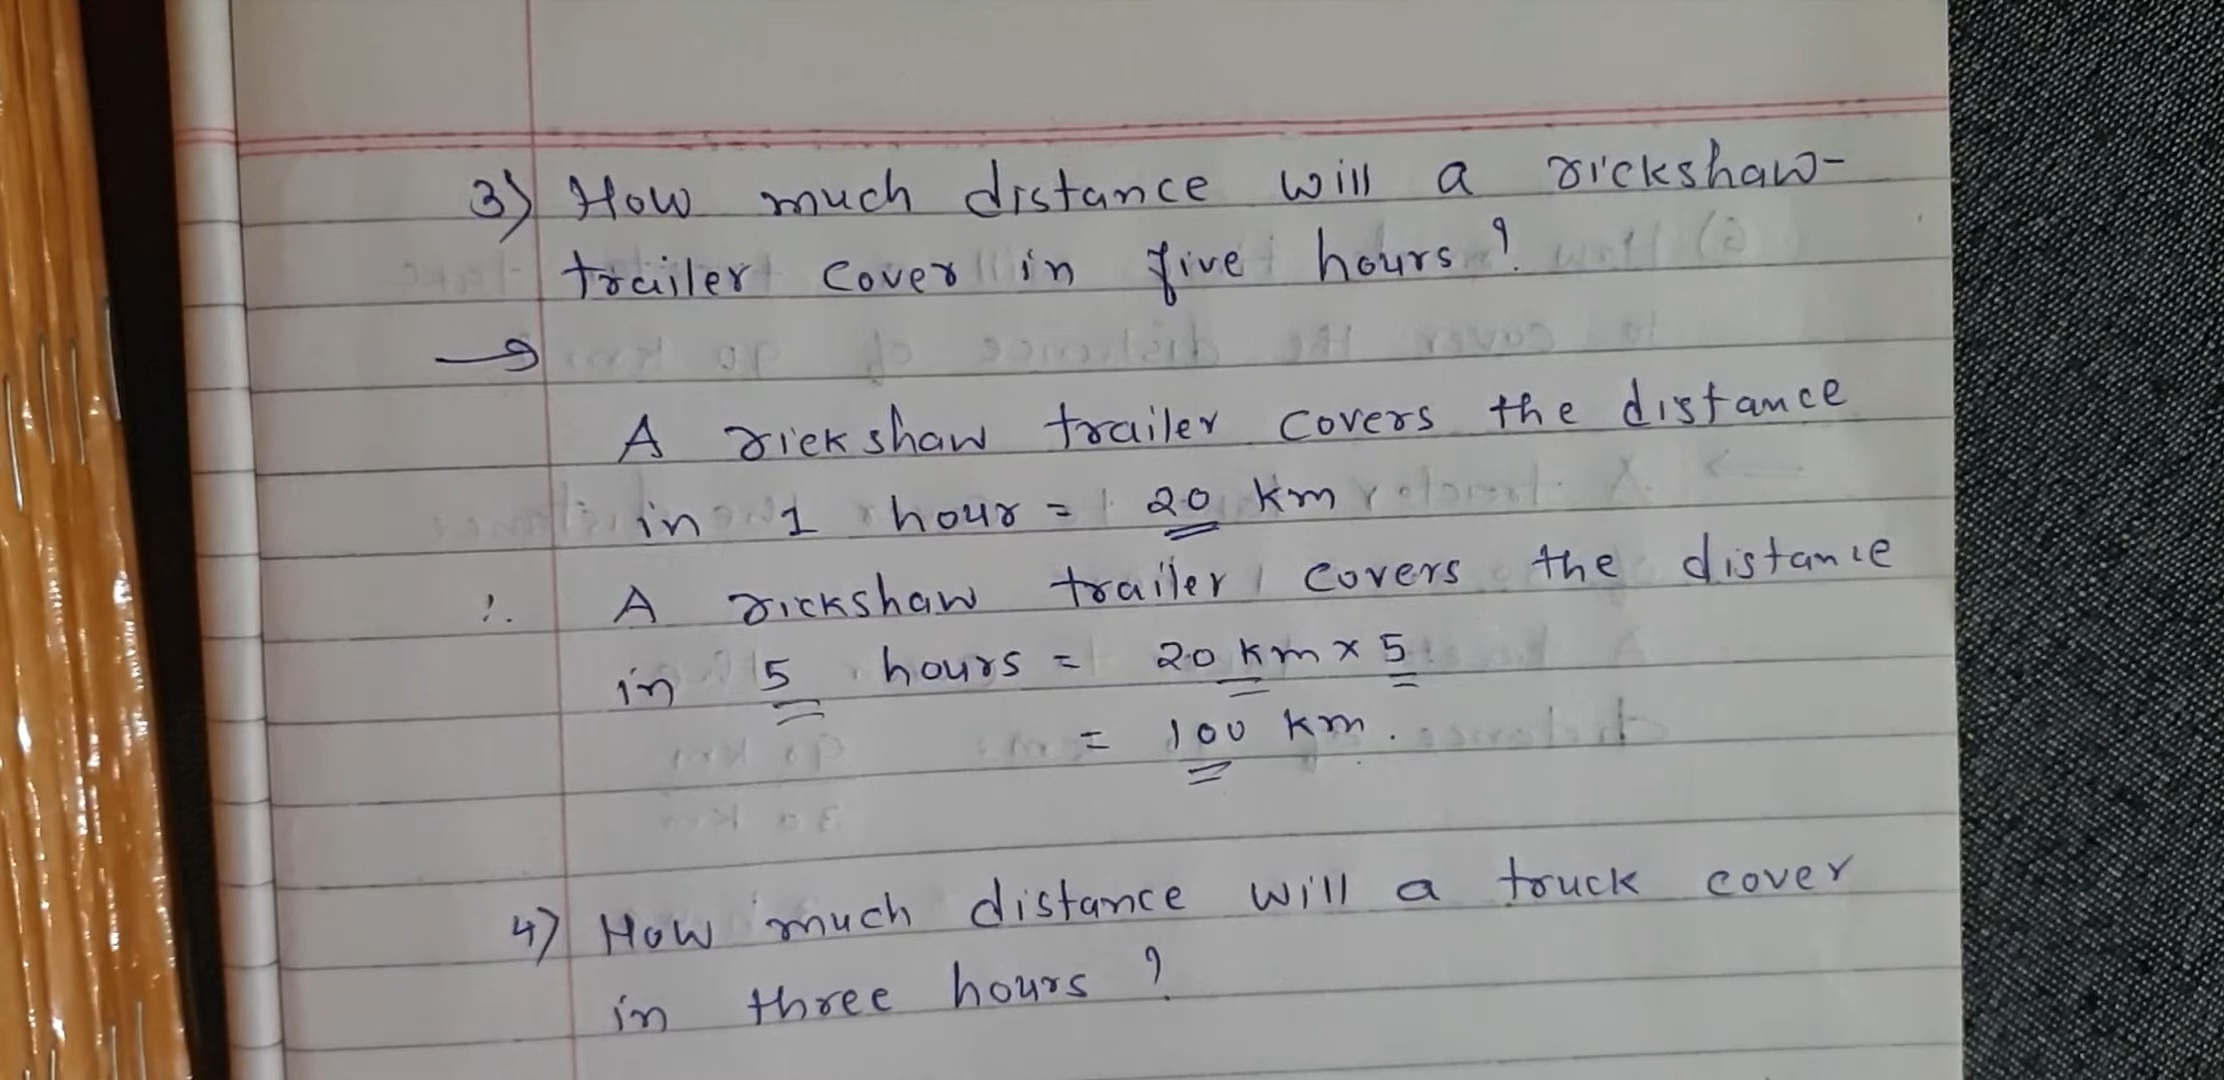 3) How much distance will a rickshaw-
trailer cover in five hours?
→
A rickshaw trailer covers the distance
in 1 hour = 20 km
∴ A rickshaw trailer covers the distance
in 5 hours = 20 km x 5
= 100 km.
4) How much distance will a truck cover
in three hours ?